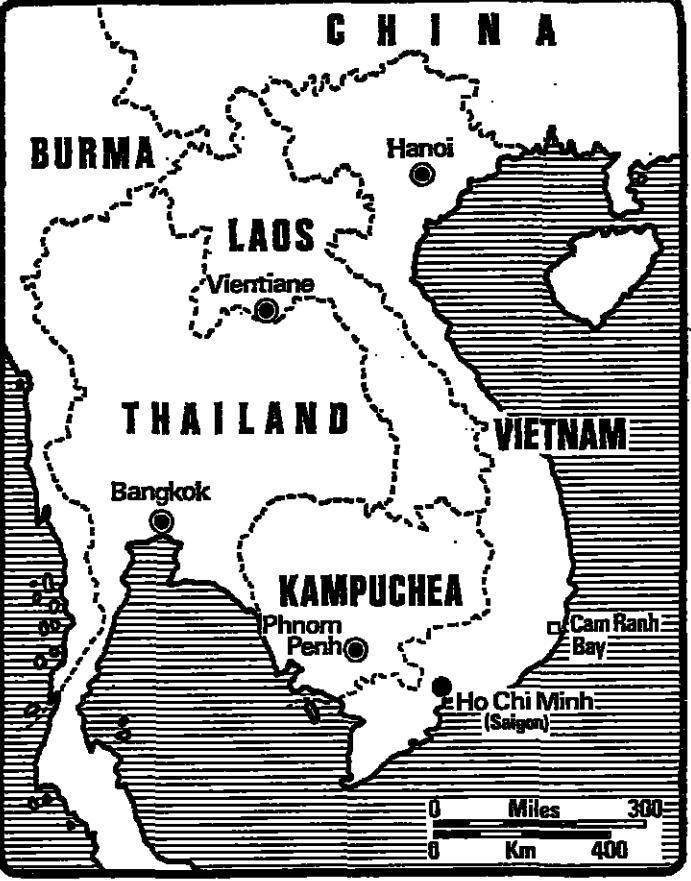 CHINA
BURMA
Hanoi
LAOS
Vientiane
THAILAND
VIETNAM
Bangkok
KAMPUCHEA
Phnom
Penh
Cam Ranh
Bay
Ho Chi Minh
(Saigon)
0 Miles 300
0 Km 400